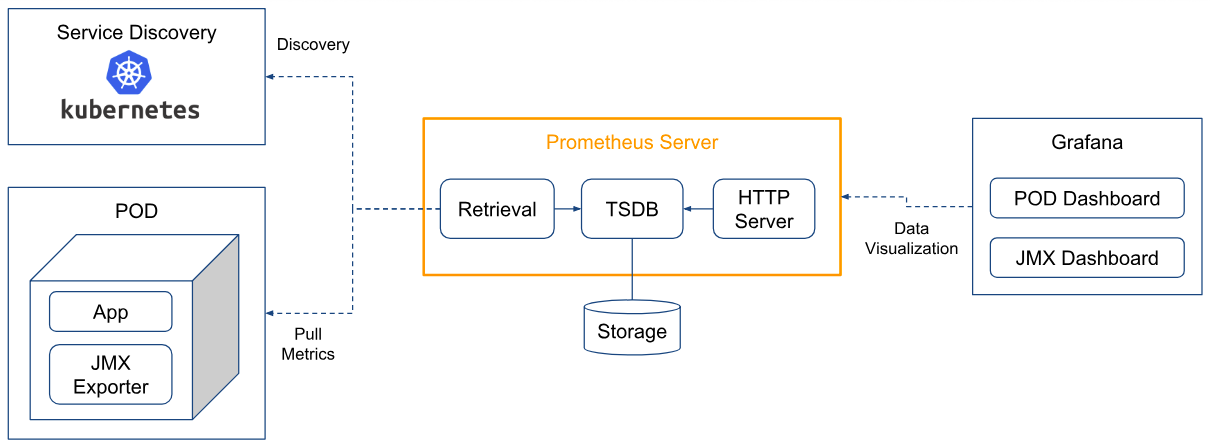 Service Discovery
kubernetes
Discovery
POD
App
JMX
Exporter
Pull
Metrics
Prometheus Server
Retrieval
TSDB
HTTP
Server
Storage
Data
Visualization
Grafana
POD Dashboard
JMX Dashboard